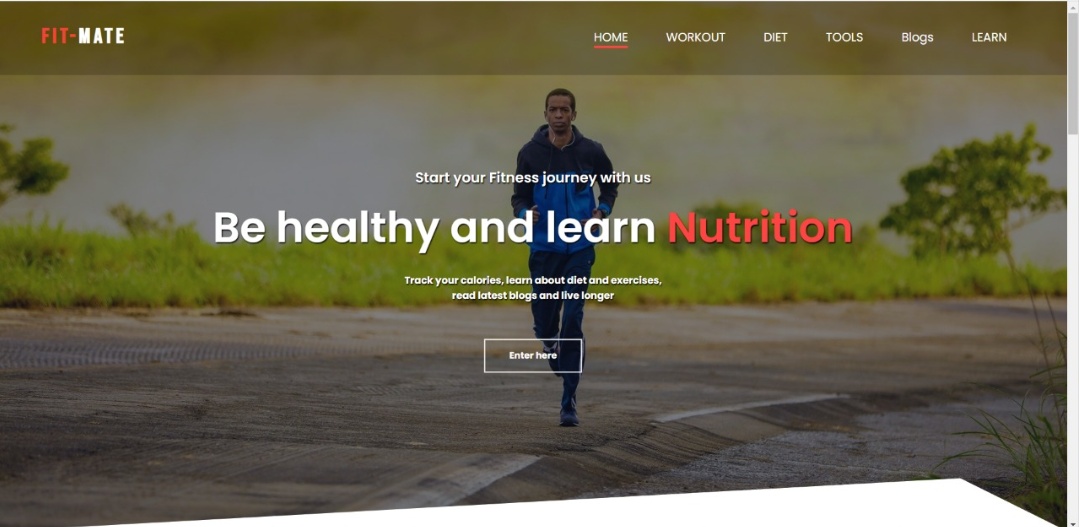 FIT-MATE
HOME WORKOUT DIET TOOLS Blogs LEARN
Start your Fitness journey with us
Be healthy and learn Nutrition
Track your calories, learn about diet and exercises,
read latest blogs and live longer
Enter here